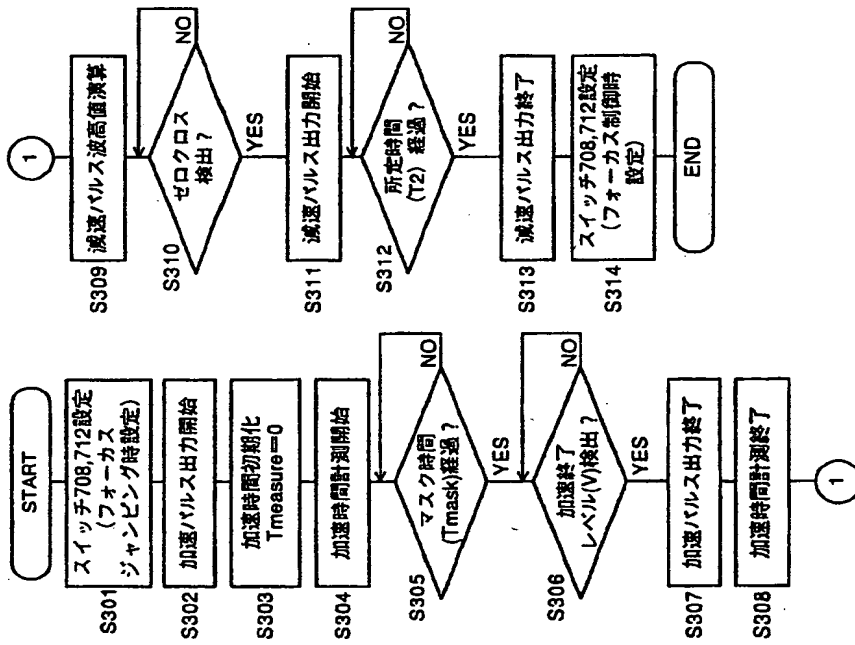 START
S301
スイッチ708,712設定
(フォーカス
ジャンピング時設定)
S302
加速パルス出力開始
S303
加速時間初期化
Tmeasure=0
S304
加速時間計測開始
S305
マスク時間
(Tmask)経過?
NO
YES
S306
加速終了
レベル(V)検出?
NO
YES
S307
加速パルス出力終了
S308
加速時間計測終了
1
1
S309
減速パルス波高値演算
S310
ゼロクロス
検出?
NO
YES
S311
減速パルス出力開始
S312
所定時間
(T2) 経過?
NO
YES
S313
減速パルス出力終了
S314
スイッチ708,712設定
(フォーカス制御時
設定)
END